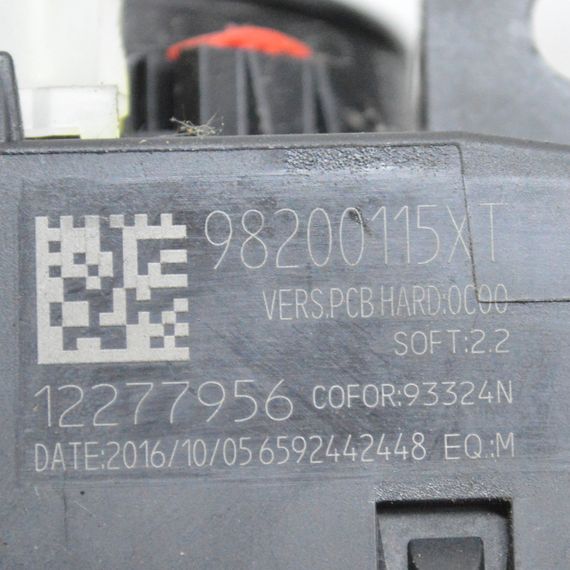 98200115XT
VERS.PCB HARD:0C00
SOFT:2.2
12277956 COFOR:93324N
DATE:2016/10/05 6592442448 EQ.:M